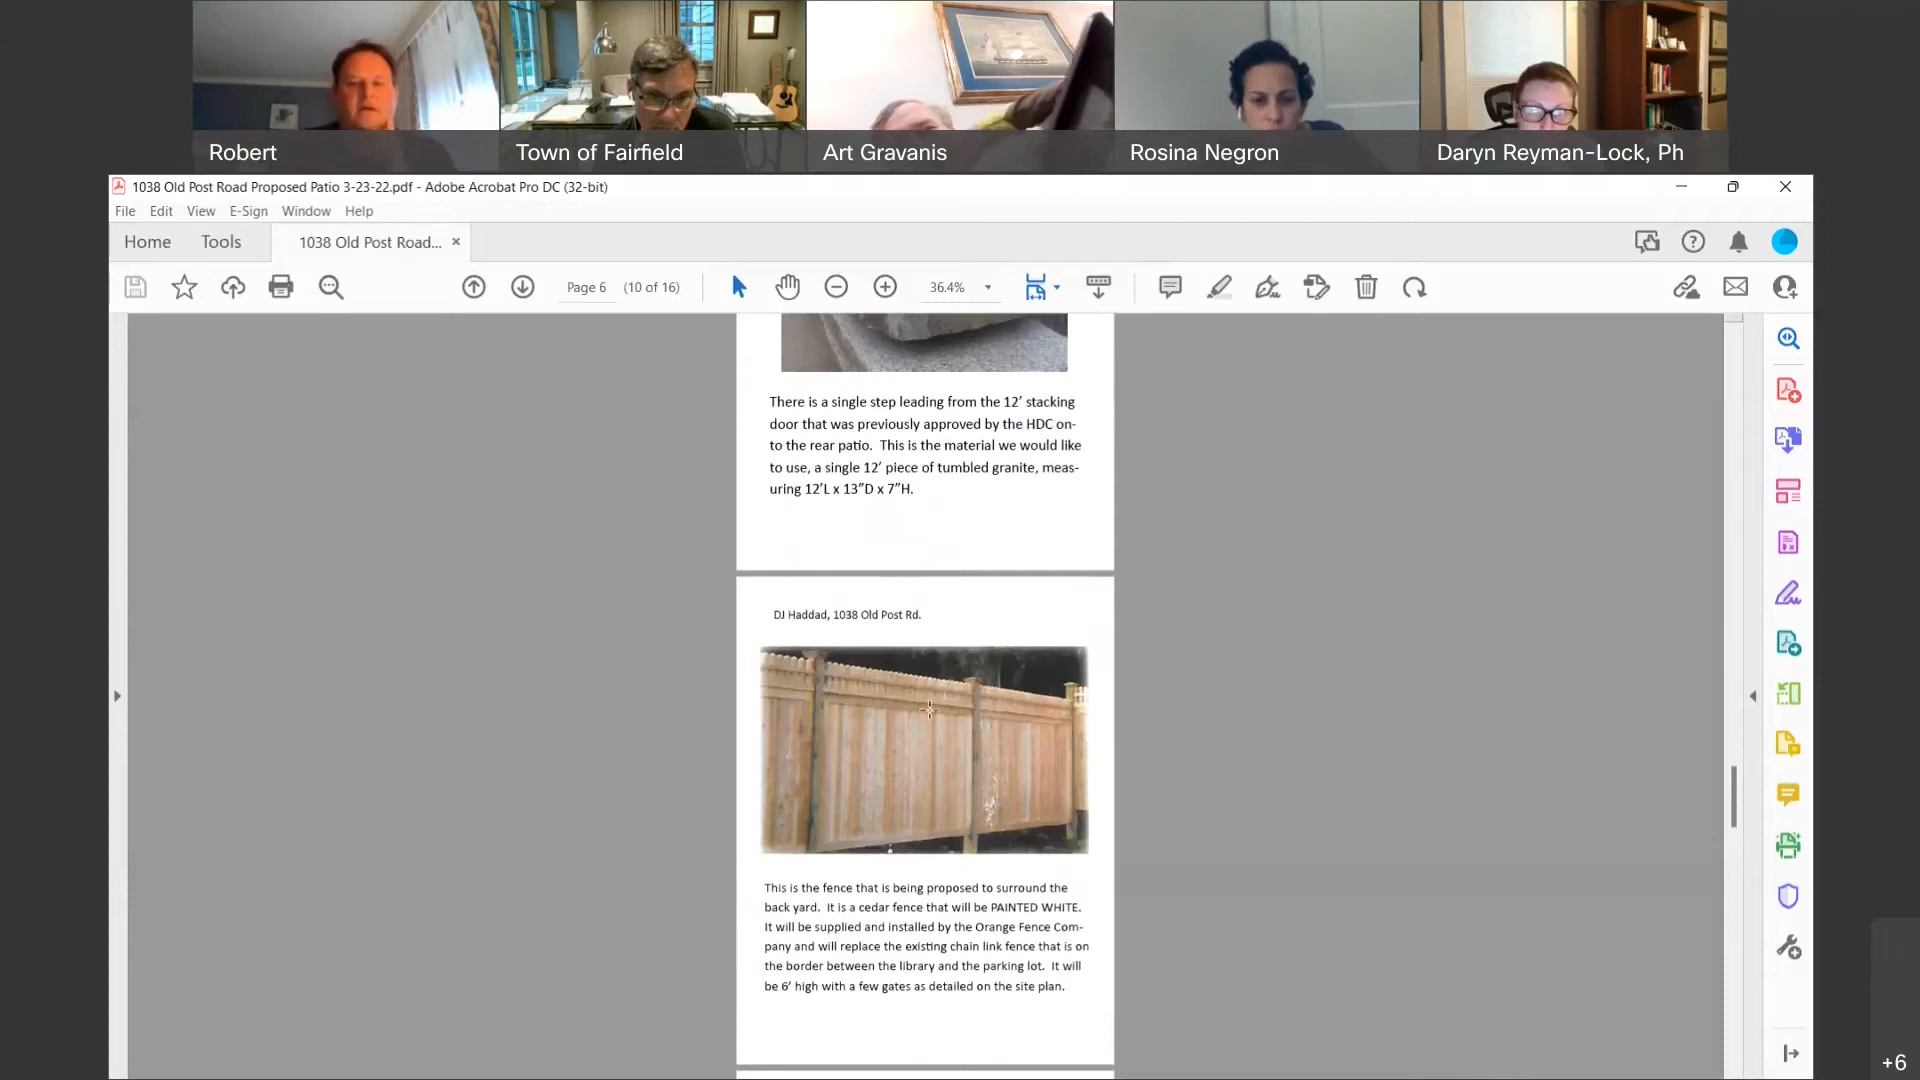 Robert
Town of Fairfield
Art Gravanis
Rosina Negron
Daryn Reyman-Lock, Ph
1038 Old Post Road Proposed Patio 3-23-22.pdf - Adobe Acrobat Pro DC (32-bit)
File Edit View E-Sign Window Help
Home Tools 1038 Old Post Road... ×
Page 6 (10 of 16) 36.4%
There is a single step leading from the 12' stacking
door that was previously approved by the HDC on-
to the rear patio. This is the material we would like
to use, a single 12' piece of tumbled granite, meas-
uring 12'L x 13"D x 7"H.
DJ Haddad, 1038 Old Post Rd.
This is the fence that is being proposed to surround the
back yard. It is a cedar fence that will be PAINTED WHITE.
It will be supplied and installed by the Orange Fence Com-
pany and will replace the existing chain link fence that is on
the border between the library and the parking lot. It will
be 6' high with a few gates as detailed on the site plan.
+6